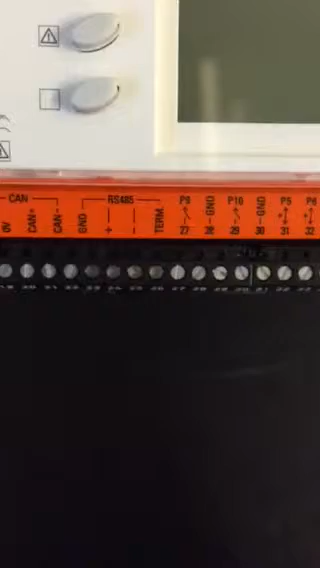 CAN RS485 P9 GND P10 GND P5 P6
0V CAN+ CAN- GND + - TERM. 27 28 29 30 31 32